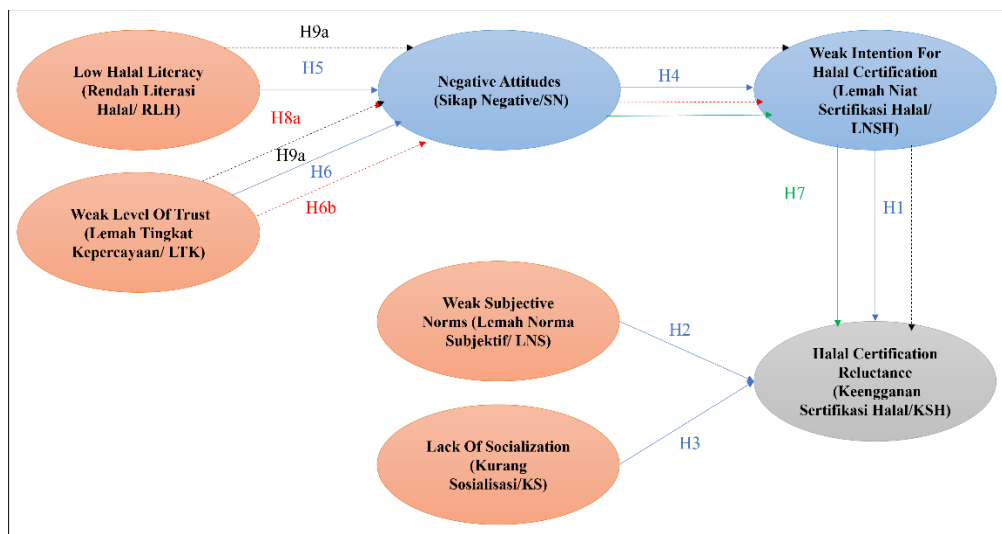 H9a
Low Halal Literacy
(Rendah Literasi
Halal/ RLH)
H5
Negative Attitudes
(Sikap Negative/SN)
H4
Weak Intention For
Halal Certification
(Lemah Niat
Sertifikasi Halal/
LNSH)
H8a
H9a
H6
H6b
Weak Level Of Trust
(Lemah Tingkat
Kepercayaan/ LTK)
H7
H1
Weak Subjective
Norms (Lemah Norma
Subjektif/ LNS)
H2
Halal Certification
Reluctance
(Keengganan
Sertifikasi Halal/KSH)
Lack Of Socialization
(Kurang
Sosialisasi/KS)
H3